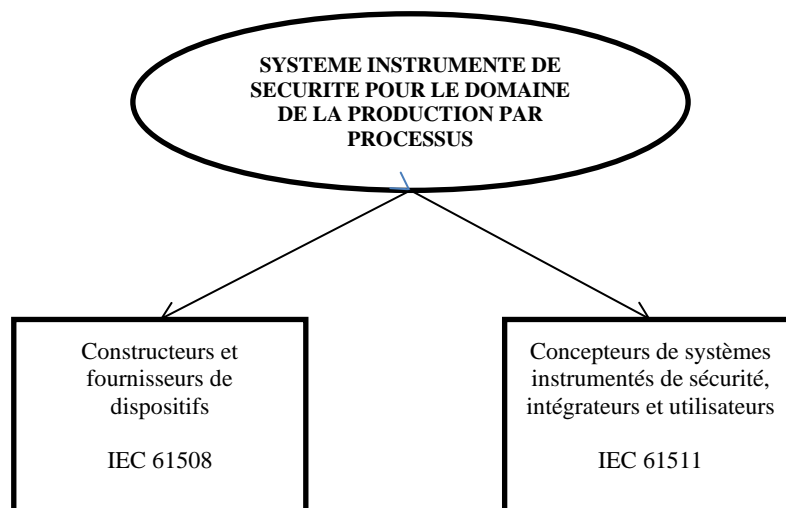 SYSTEME INSTRUMENTE DE
SECURITE POUR LE DOMAINE
DE LA PRODUCTION PAR
PROCESSUS
Constructeurs et
fournisseurs de
dispositifs
IEC 61508
Concepteurs de systèmes
instrumentés de sécurité,
intégrateurs et utilisateurs
IEC 61511